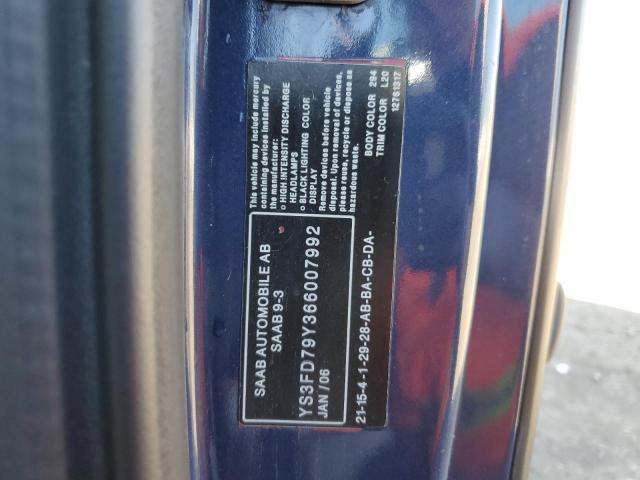 SAAB AUTOMOBILE AB
SAAB 9-3
YS3FD79Y366007992
JAN / 06
21-15-4-1-29-28-AB-BA-CB-DA-
This vehicle may include mercury
containing devices installed by
the manufacturer:
○ HIGH INTENSITY DISCHARGE
HEADLAMPS
○ BLACK LIGHTING COLOR
DISPLAY
Remove devices before vehicle
disposal. Upon removal of devices,
please reuse, recycle or dispose as
hazardous waste.
BODY COLOR 294
TRIM COLOR L20
12761317